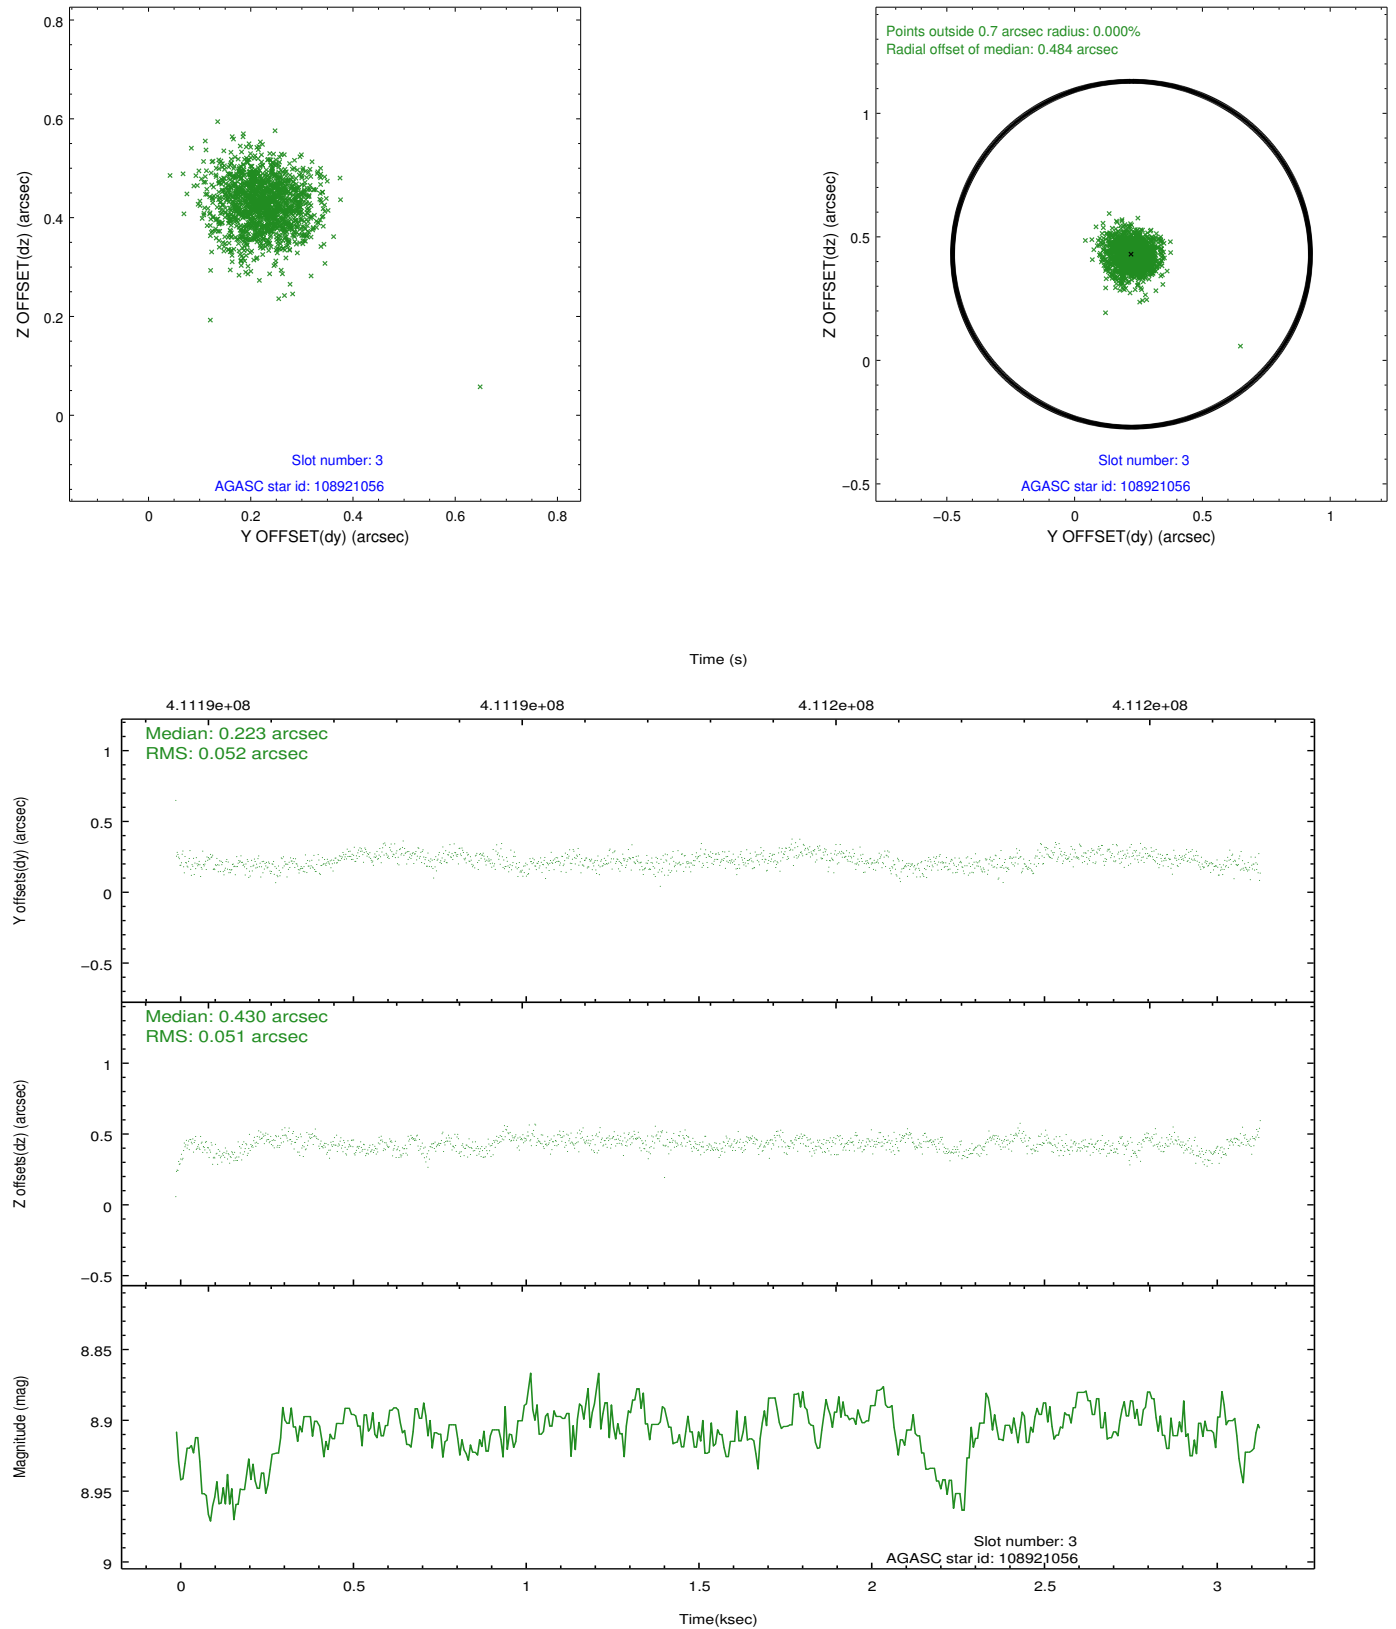 0.8
0.6
0.4
0.2
0
Z OFFSET(dz) (arcsec)
Slot number: 3
AGASC star id: 108921056
0 0.2 0.4 0.6 0.8
Y OFFSET(dy) (arcsec)
Points outside 0.7 arcsec radius: 0.000%
Radial offset of median: 0.484 arcsec
1
0.5
0
−0.5
Z OFFSET(dz) (arcsec)
Slot number: 3
AGASC star id: 108921056
−0.5 0 0.5 1
Y OFFSET(dy) (arcsec)
Time (s)
4.1119e+08 4.1119e+08 4.112e+08 4.112e+08
Median: 0.223 arcsec
RMS: 0.052 arcsec
1
0.5
0
−0.5
Y offsets(dy) (arcsec)
Median: 0.430 arcsec
RMS: 0.051 arcsec
1
0.5
0
−0.5
Z offsets(dz) (arcsec)
8.85
8.9
8.95
9
Magnitude (mag)
Slot number: 3
AGASC star id: 108921056
0 0.5 1 1.5 2 2.5 3
Time(ksec)